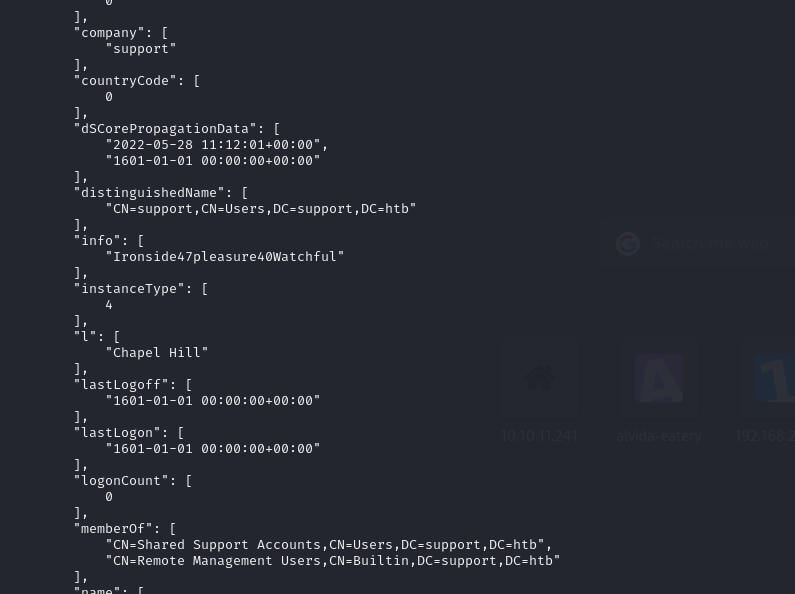 0
],
"company": [
"support"
],
"countryCode": [
0
],
"dSCorePropagationData": [
"2022-05-28 11:12:01+00:00",
"1601-01-01 00:00:00+00:00"
],
"distinguishedName": [
"CN=support,CN=Users,DC=support,DC=htb"
],
"info": [
"Ironside47pleasure40Watchful"
],
"instanceType": [
4
],
"l": [
"Chapel Hill"
],
"lastLogoff": [
"1601-01-01 00:00:00+00:00"
],
"lastLogon": [
"1601-01-01 00:00:00+00:00"
],
"logonCount": [
0
],
"memberOf": [
"CN=Shared Support Accounts,CN=Users,DC=support,DC=htb",
"CN=Remote Management Users,CN=Builtin,DC=support,DC=htb"
],
"name": [
Search the web
10.10.11.241
alvida-eatery
192.168.2